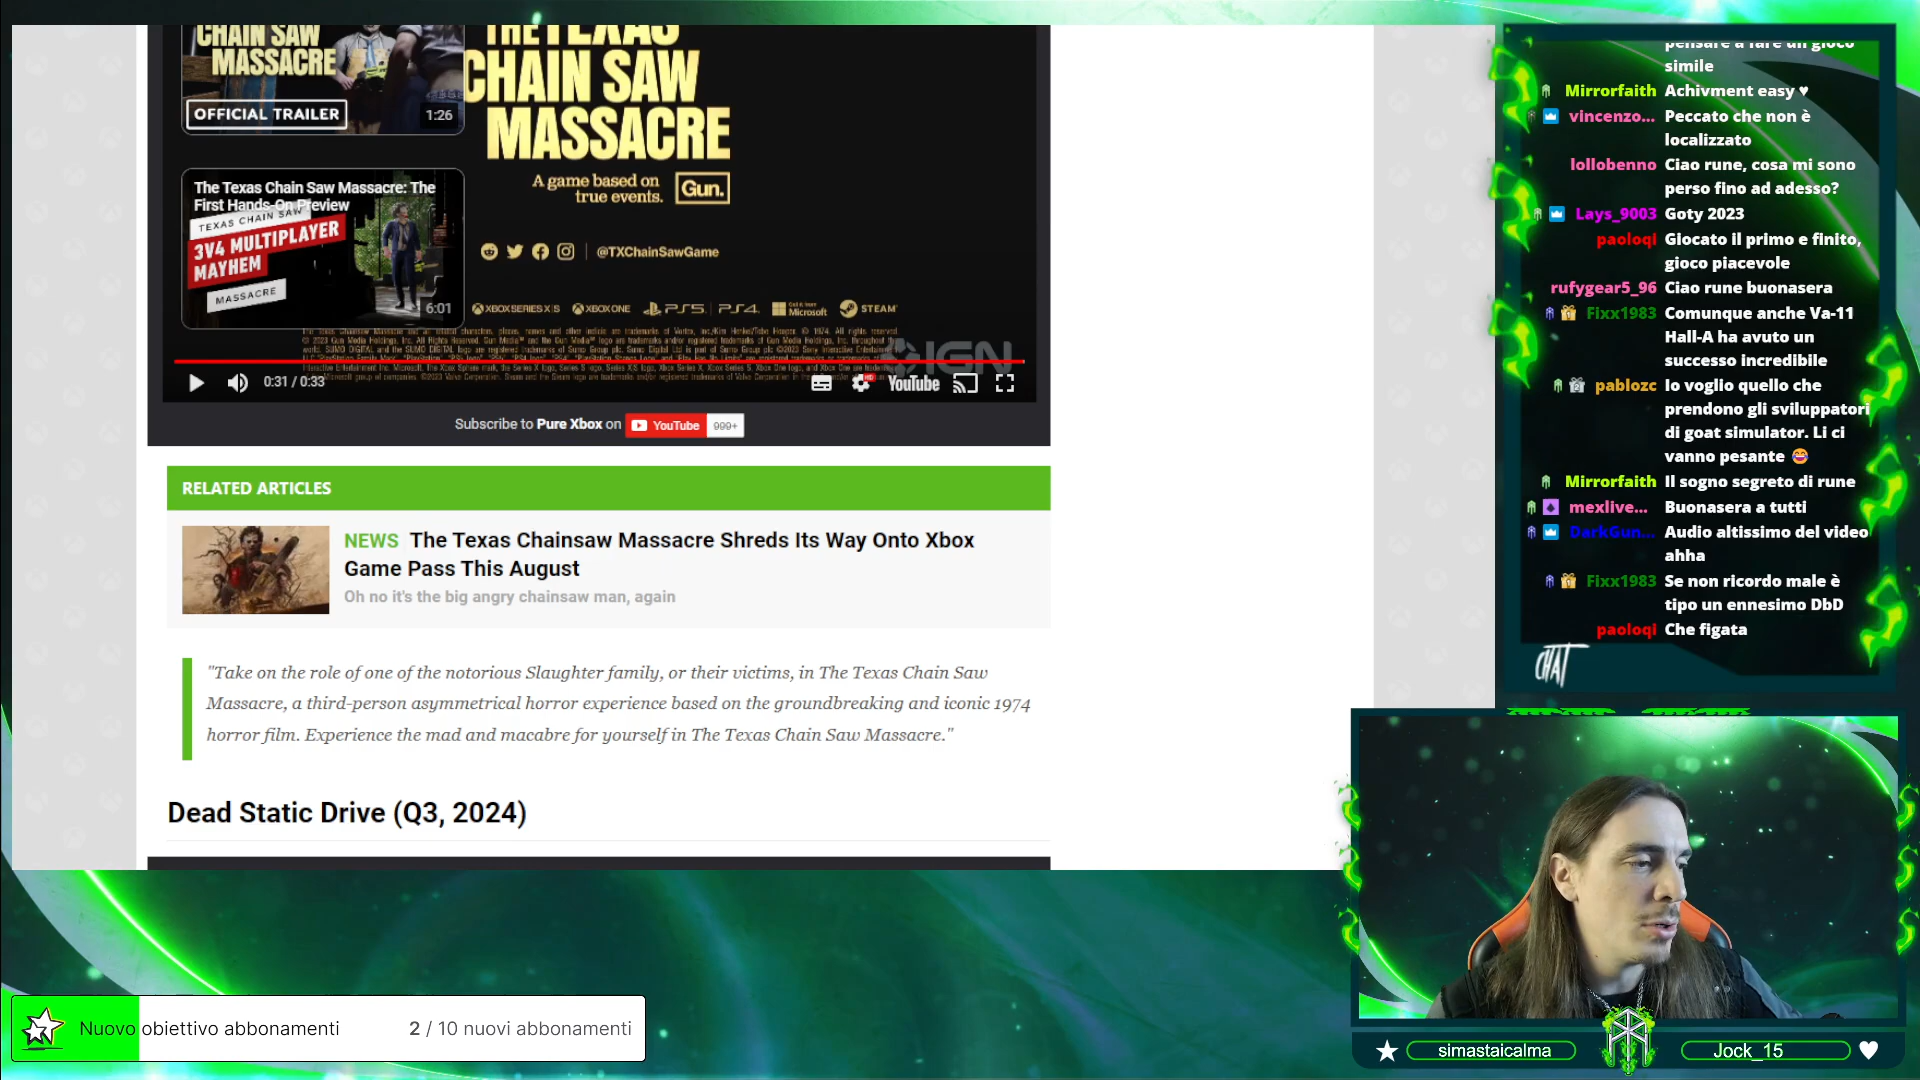 CHAIN SAW
MASSACRE
OFFICIAL TRAILER
1:26
THE TEXAS
CHAIN SAW
MASSACRE
A game based on
true events.
Gun.
@TXChainSawGame
XBOX SERIES X|S
XBOX ONE
PS5
PS4
Microsoft
STEAM
The Texas Chain Saw Massacre: The
First Hands-On Preview
TEXAS CHAIN SAW
3V4 MULTIPLAYER
MAYHEM
MASSACRE
6:01
IGN
0:31 / 0:33
HD
YouTube
Subscribe to Pure Xbox on
YouTube
999+
RELATED ARTICLES
NEWS The Texas Chainsaw Massacre Shreds Its Way Onto Xbox
Game Pass This August
Oh no it's the big angry chainsaw man, again
"Take on the role of one of the notorious Slaughter family, or their victims, in The Texas Chain Saw
Massacre, a third-person asymmetrical horror experience based on the groundbreaking and iconic 1974
horror film. Experience the mad and macabre for yourself in The Texas Chain Saw Massacre."
Dead Static Drive (Q3, 2024)
Nuovo obiettivo abbonamenti
2 / 10 nuovi abbonamenti
pensare a fare un gioco
simile
Mirrorfaith Achivment easy ♥
vincenzo... Peccato che non è
localizzato
lollobenno Ciao rune, cosa mi sono
perso fino ad adesso?
Lays_9003 Goty 2023
paoloqi Giocato il primo e finito,
gioco piacevole
rufygear5_96 Ciao rune buonasera
Fixx1983 Comunque anche Va-11
Hall-A ha avuto un
successo incredibile
pablozc Io voglio quello che
prendono gli sviluppatori
di goat simulator. Li ci
vanno pesante 😂
Mirrorfaith Il sogno segreto di rune
mexlive... Buonasera a tutti
DarkGun... Audio altissimo del video
ahha
Fixx1983 Se non ricordo male è
tipo un ennesimo DbD
paoloqi Che figata
CHAT
simastaicalma
Jock_15